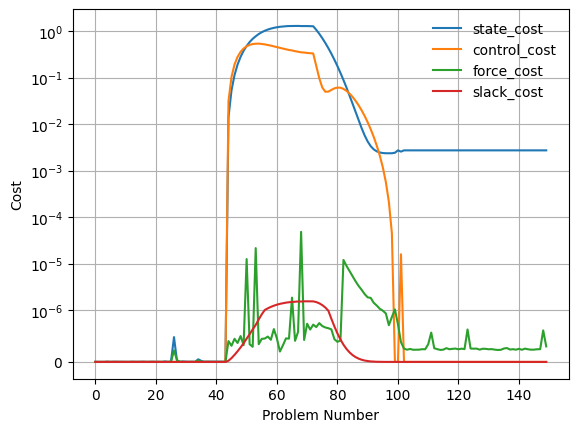 state_cost
control_cost
force_cost
slack_cost
Cost
10⁰
10⁻¹
10⁻²
10⁻³
10⁻⁴
10⁻⁵
10⁻⁶
0
0 20 40 60 80 100 120 140
Problem Number